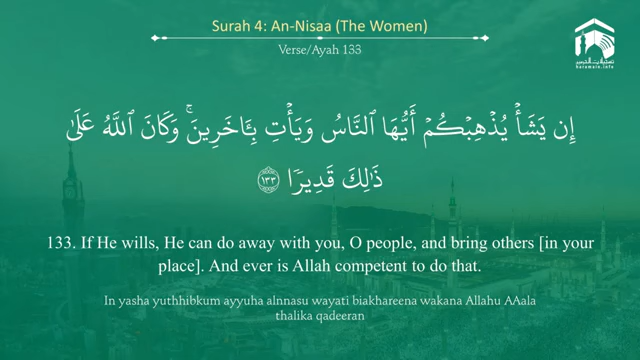 Surah 4: An-Nisaa (The Women)
Verse/Ayah 133
haramain.info
إِن يَشَأۡ يُذۡهِبۡكُمۡ أَيُّهَا ٱلنَّاسُ وَيَأۡتِ بِـَٔاخَرِينَۚ وَكَانَ ٱللَّهُ عَلَىٰ
ذَٰلِكَ قَدِيرٗا ١٣٣
133. If He wills, He can do away with you, O people, and bring others [in your
place]. And ever is Allah competent to do that.
In yasha yuthhibkum ayyuha alnnasu wayati biakhareena wakana Allahu AAala
thalika qadeeran